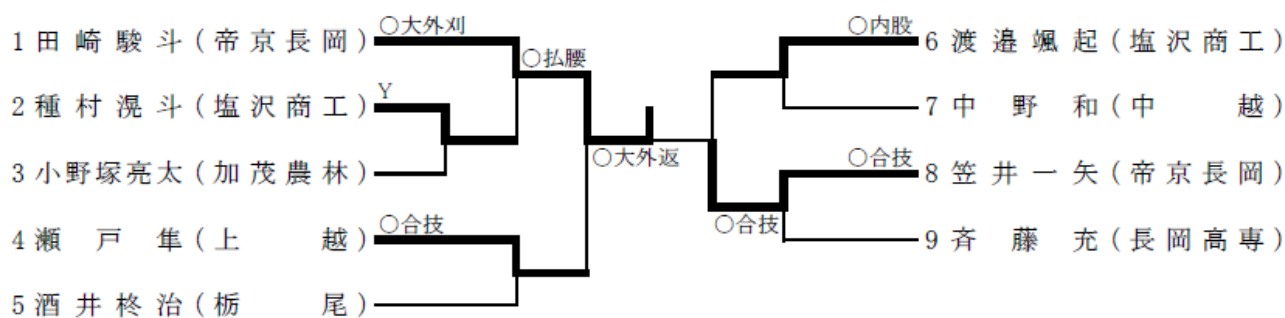 ○大外刈
1 田崎駿斗(帝京長岡)
○払腰
Y
2 種村滉斗(塩沢商工)
3 小野塚亮太(加茂農林)
○大外返
○合技
4 瀬戸隼(上越)
5 酒井柊治(栃尾)
○内股
6 渡邉颯起(塩沢商工)
7 中野和(中越)
○合技
8 笠井一矢(帝京長岡)
○合技
9 斉藤充(長岡高専)